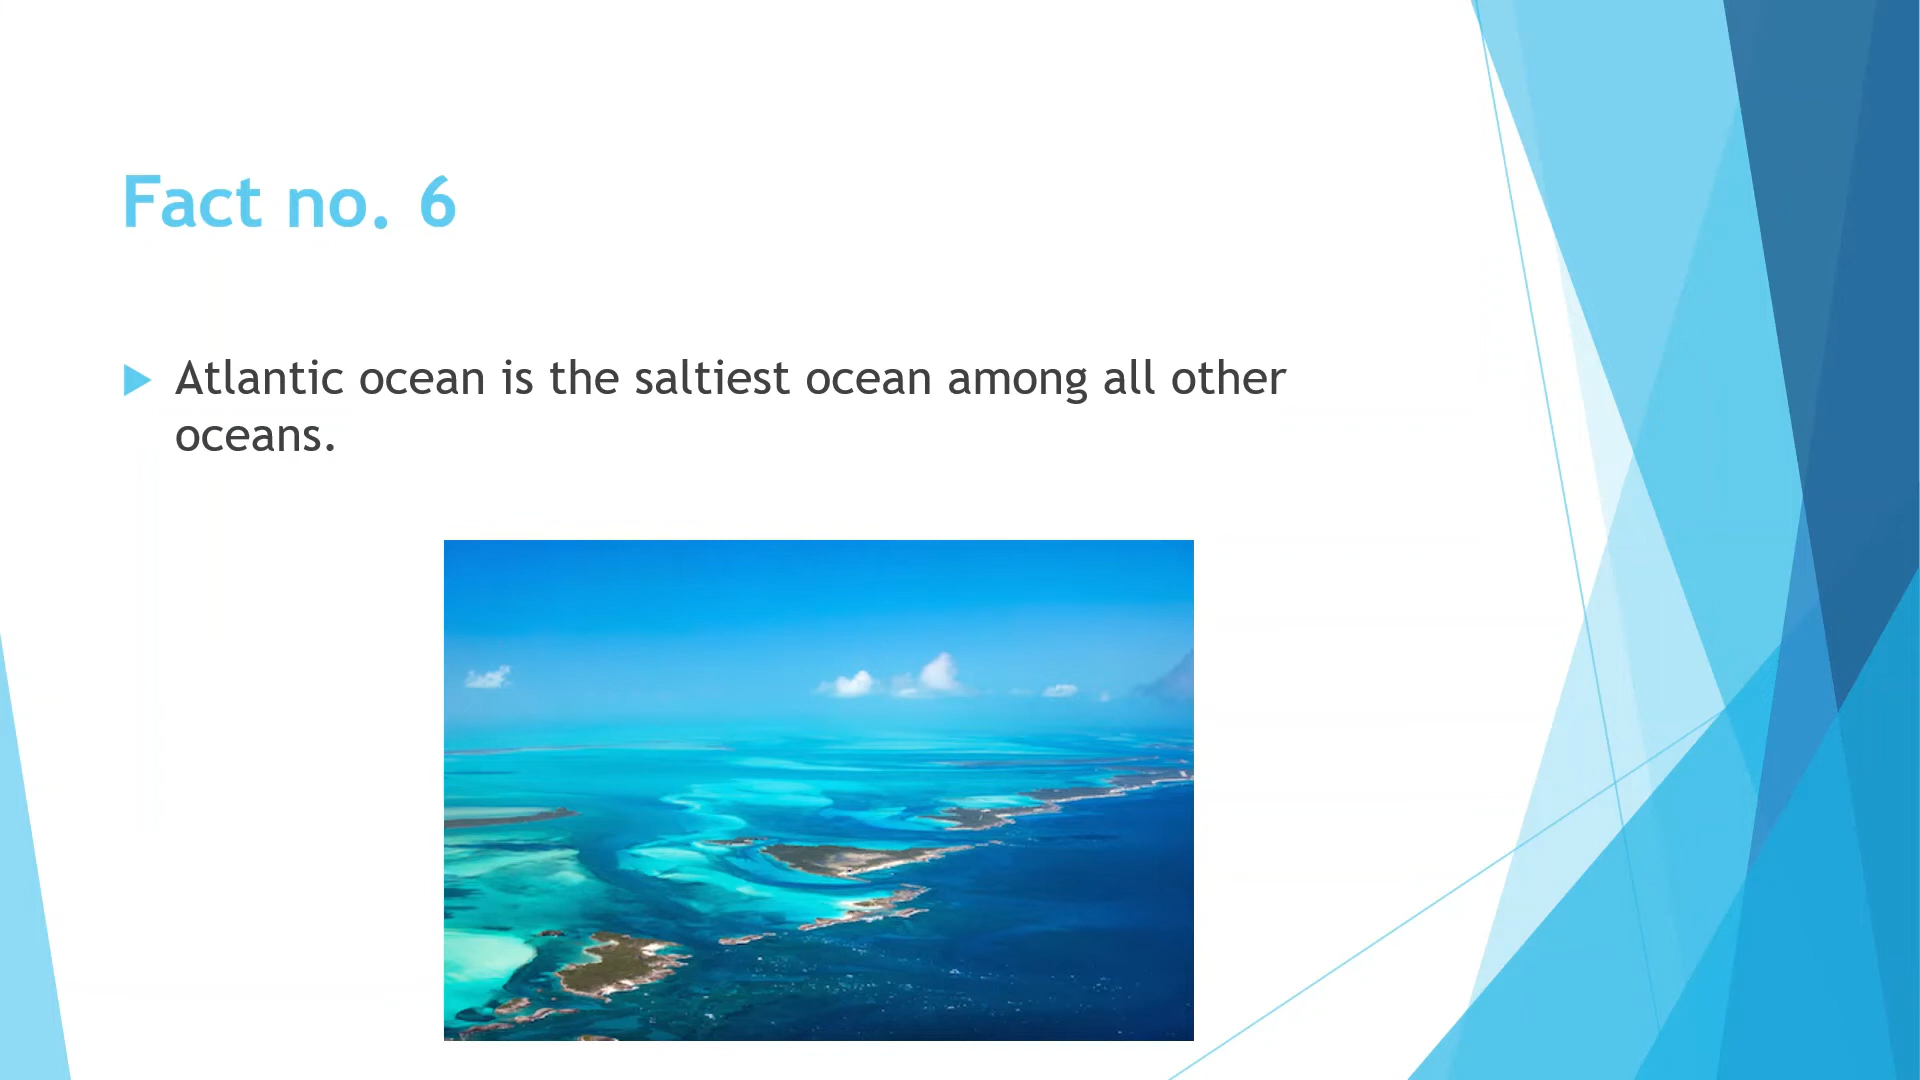 Fact no. 6
Atlantic ocean is the saltiest ocean among all other
oceans.